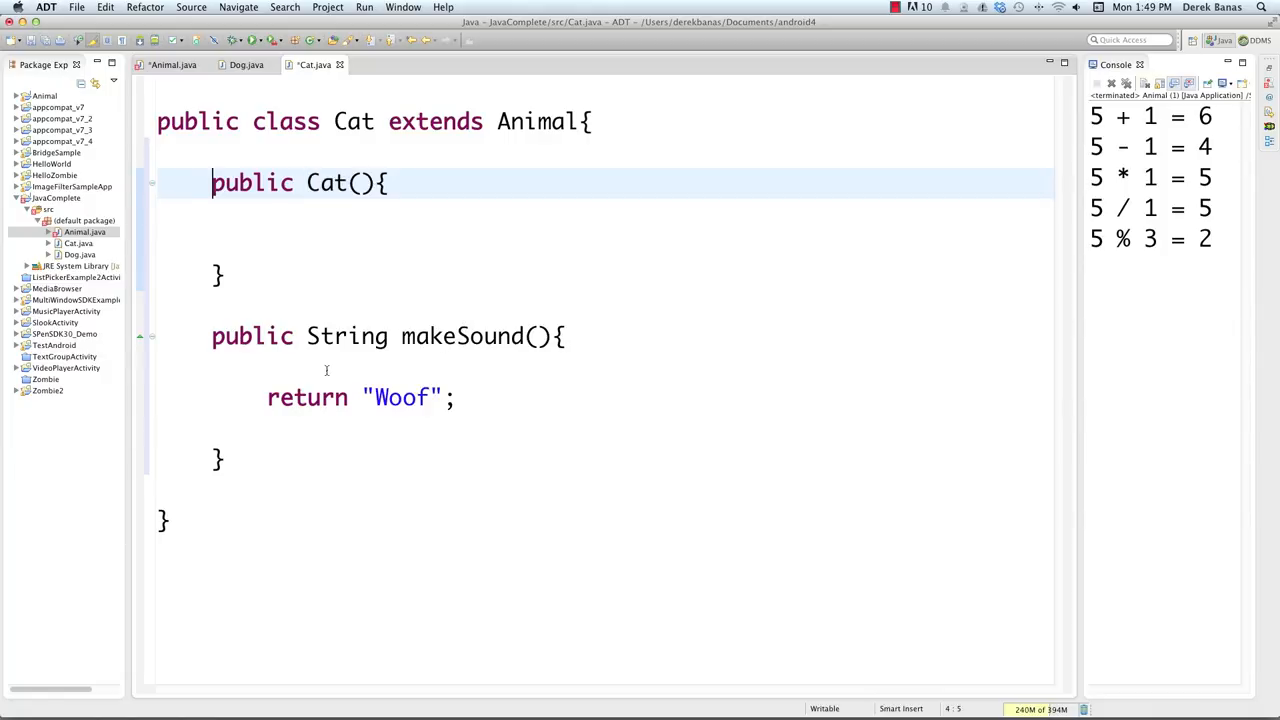 ADT File Edit Refactor Source Navigate Search Project Run Window Help 10 Mon 1:49 PM Derek Banas
Java - JavaComplete/src/Cat.java - ADT - /Users/derekbanas/Documents/android4
Quick Access Java DDMS
Package Exp
*Animal.java Dog.java *Cat.java
Console
<terminated> Animal (1) [Java Application] /S
Animal
appcompat_v7
appcompat_v7_2
appcompat_v7_3
appcompat_v7_4
BridgeSample
HelloWorld
HelloZombie
ImageFilterSampleApp
JavaComplete
src
(default package)
Animal.java
Cat.java
Dog.java
JRE System Library [Ja
ListPickerExample2Activi
MediaBrowser
MultiWindowSDKExample
MusicPlayerActivity
SlookActivity
SPenSDK30_Demo
TestAndroid
TextGroupActivity
VideoPlayerActivity
Zombie
Zombie2
public class Cat extends Animal{
public Cat(){
}
public String makeSound(){
return "Woof";
}
}
5 + 1 = 6
5 - 1 = 4
5 * 1 = 5
5 / 1 = 5
5 % 3 = 2
Writable Smart Insert 4 : 5 240M of 394M